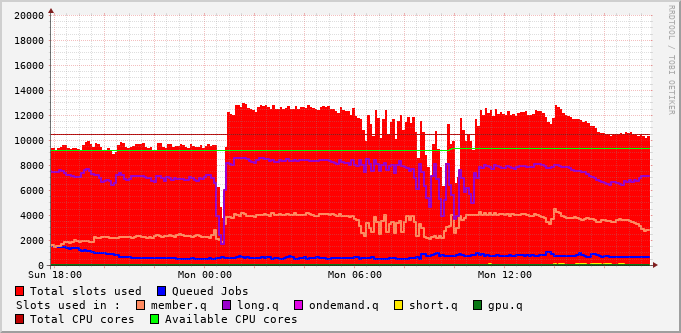 RRDTOOL / TOBI OETIKER
20000
18000
16000
14000
12000
10000
8000
6000
4000
2000
0
Sun 18:00 Mon 00:00 Mon 06:00 Mon 12:00
Total slots used Queued Jobs
Slots used in : member.q long.q ondemand.q short.q gpu.q
Total CPU cores Available CPU cores